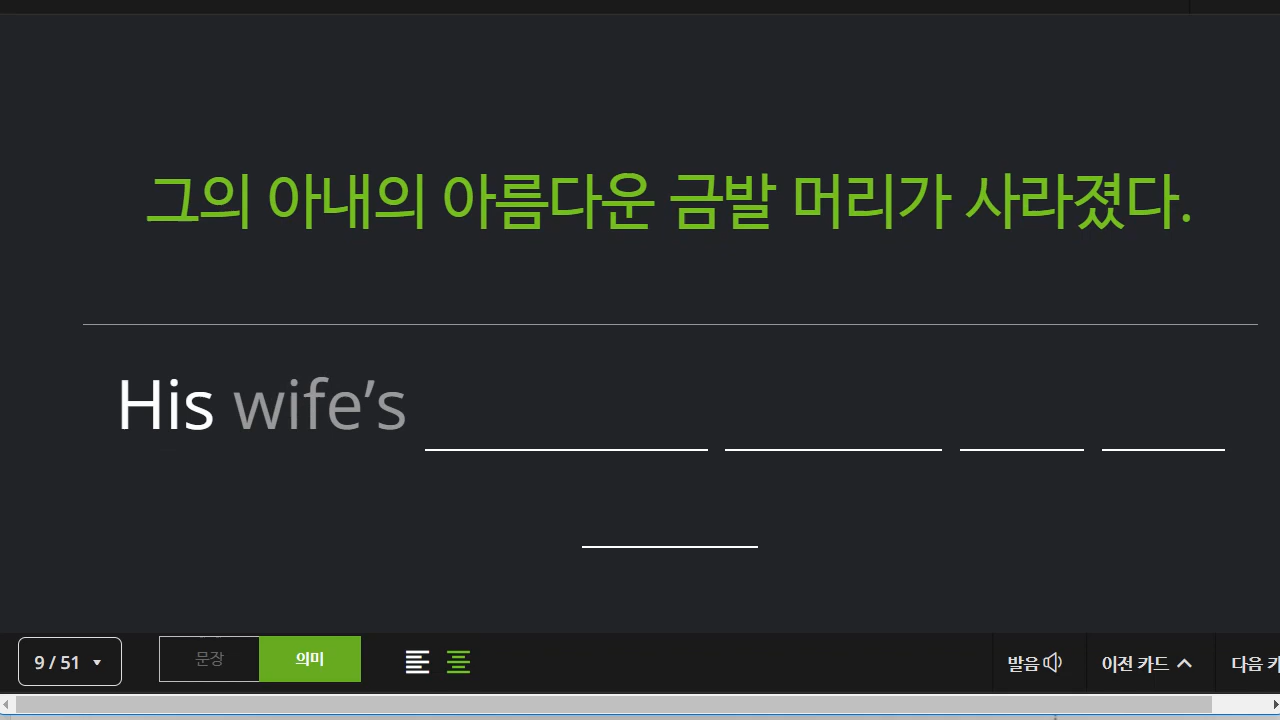 그의 아내의 아름다운 금발 머리가 사라졌다.
His wife’s
9 / 51
문장
의미
발음
이전 카드
다음 카